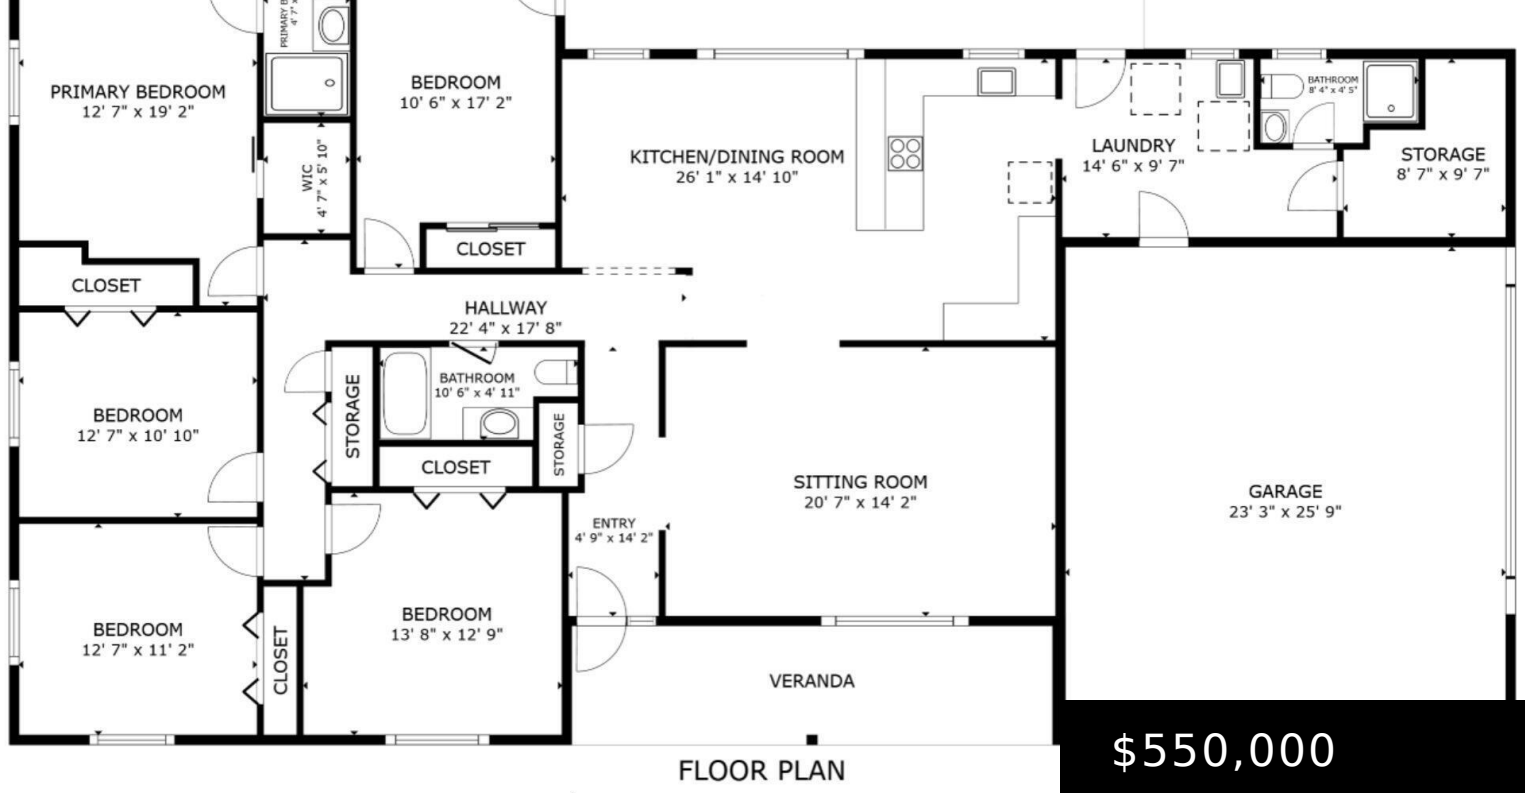 PRIMARY B
4' 7" x
PRIMARY BEDROOM
12' 7" x 19' 2"
BEDROOM
10' 6" x 17' 2"
BATHROOM
8' 4" x 4' 5"
KITCHEN/DINING ROOM
26' 1" x 14' 10"
LAUNDRY
14' 6" x 9' 7"
STORAGE
8' 7" x 9' 7"
WIC
4' 7" x 5' 10"
CLOSET
CLOSET
HALLWAY
22' 4" x 17' 8"
BATHROOM
10' 6" x 4' 11"
STORAGE
STORAGE
BEDROOM
12' 7" x 10' 10"
CLOSET
SITTING ROOM
20' 7" x 14' 2"
GARAGE
23' 3" x 25' 9"
ENTRY
4' 9" x 14' 2"
BEDROOM
12' 7" x 11' 2"
CLOSET
BEDROOM
13' 8" x 12' 9"
VERANDA
$550,000
FLOOR PLAN